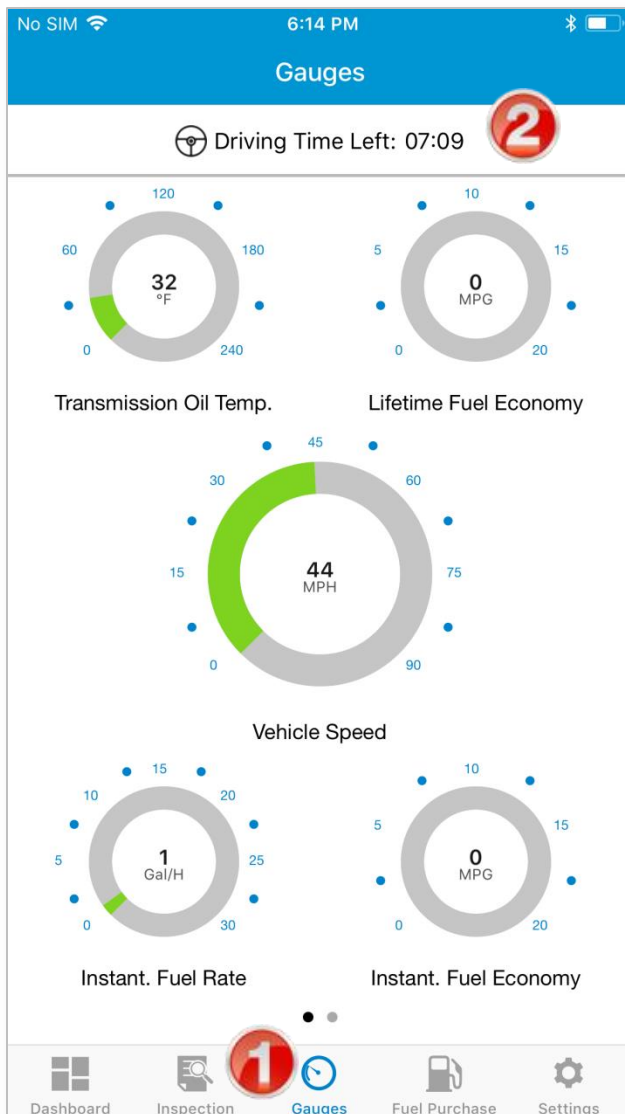 No SIM 6:14 PM
Gauges
2
Driving Time Left: 07:09
120
60 180
32
°F
0 240
Transmission Oil Temp.
10
5 15
0
MPG
0 20
Lifetime Fuel Economy
45
30 60
15 75
44
MPH
0 90
Vehicle Speed
15
10 20
5 25
1
Gal/H
0 30
Instant. Fuel Rate
10
5 15
0
MPG
0 20
Instant. Fuel Economy
1
Dashboard Inspection Gauges Fuel Purchase Settings